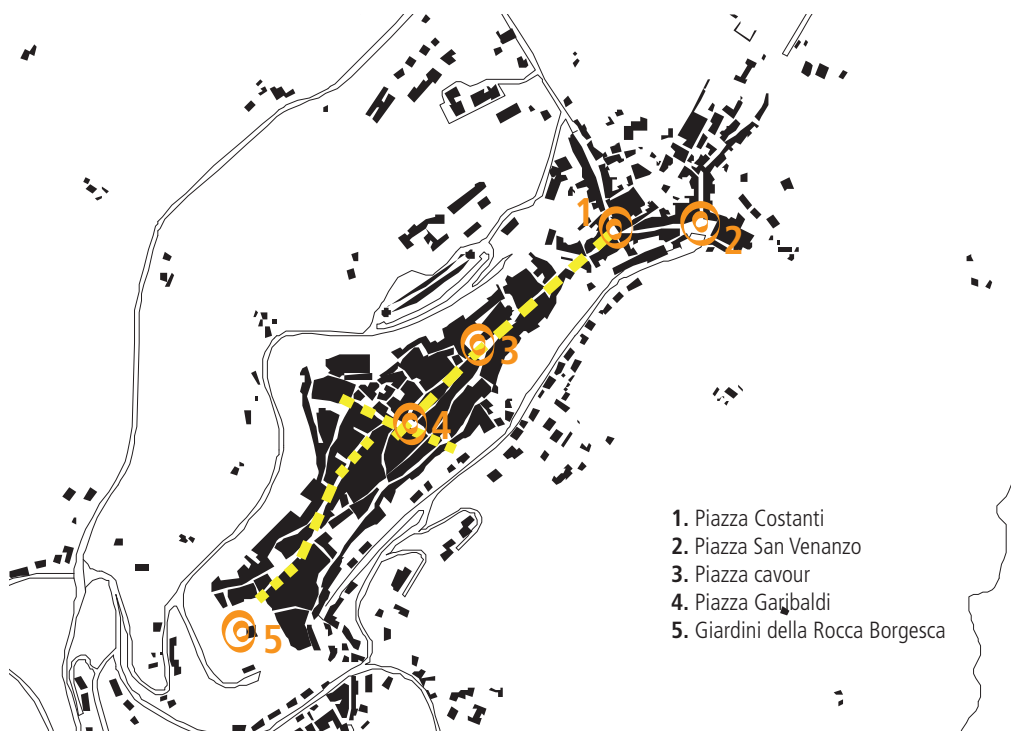 1
2
3
4
5
1. Piazza Costanti
2. Piazza San Venanzo
3. Piazza cavour
4. Piazza Garibaldi
5. Giardini della Rocca Borgesca